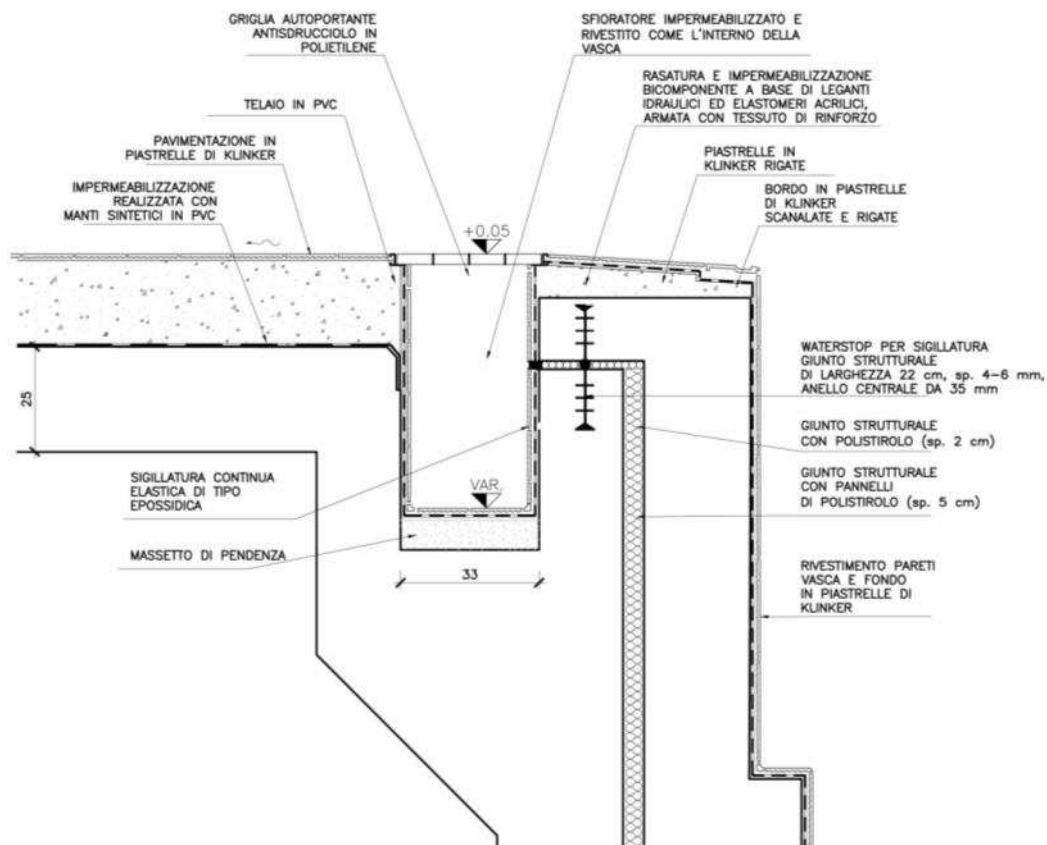 GRIGLIA AUTOPORTANTE
ANTISDRUCCIOLO IN
POLIETILENE
SFIORATORE IMPERMEABILIZZATO E
RIVESTITO COME L'INTERNO DELLA
VASCA
RASATURA E IMPERMEABILIZZAZIONE
BICOMPONENTE A BASE DI LEGANTI
IDRAULICI ED ELASTOMERI ACRILICI,
ARMATA CON TESSUTO DI RINFORZO
TELAIO IN PVC
PAVIMENTAZIONE IN
PIASTRELLE DI KLINKER
PIASTRELLE IN
KLINKER RIGATE
IMPERMEABILIZZAZIONE
REALIZZATA CON
MANTI SINTETICI IN PVC
BORDO IN PIASTRELLE
DI KLINKER
SCANALATE E RIGATE
+0.05
WATERSTOP PER SIGILLATURA
GIUNTO STRUTTURALE
DI LARGHEZZA 22 cm, sp. 4-6 mm,
ANELLO CENTRALE DA 35 mm
25
GIUNTO STRUTTURALE
CON POLISTIROLO (sp. 2 cm)
SIGILLATURA CONTINUA
ELASTICA DI TIPO
EPOSSIDICA
VAR.
GIUNTO STRUTTURALE
CON PANNELLI
DI POLISTIROLO (sp. 5 cm)
MASSETTO DI PENDENZA
33
RIVESTIMENTO PARETI
VASCA E FONDO
IN PIASTRELLE DI
KLINKER